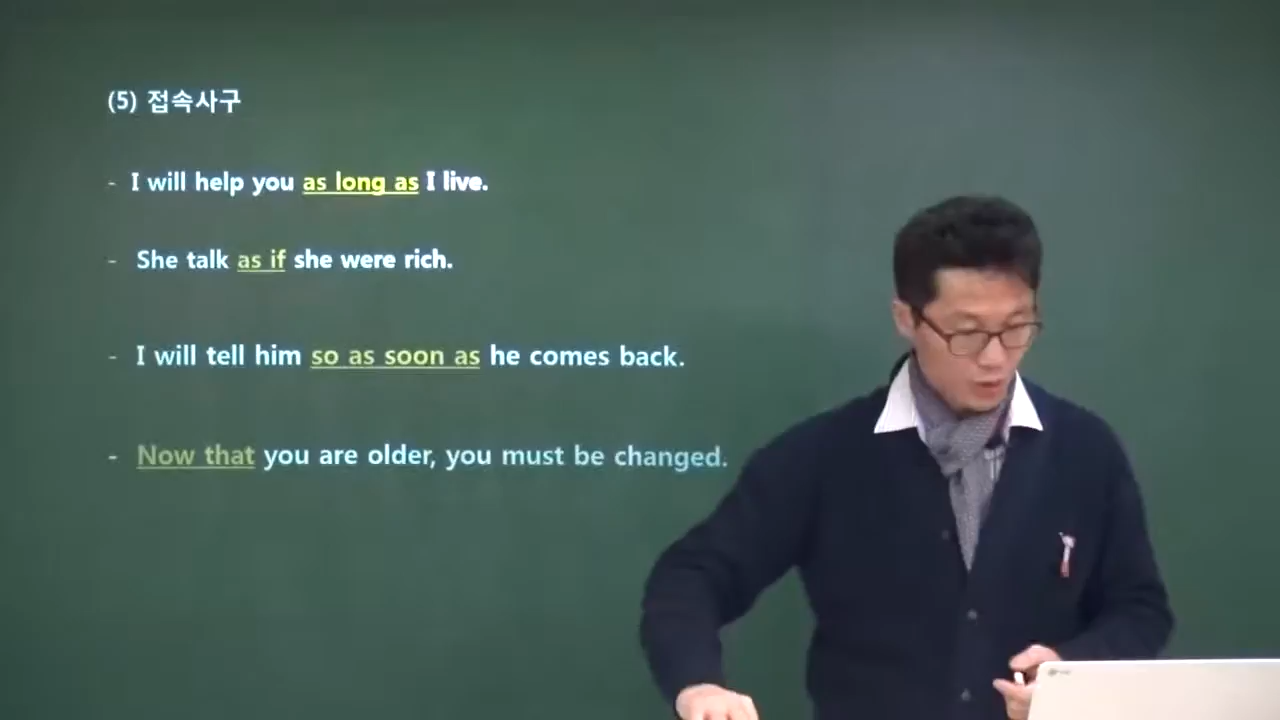 (5) 접속사구
- I will help you as long as I live.
- She talk as if she were rich.
- I will tell him so as soon as he comes back.
- Now that you are older, you must be changed.